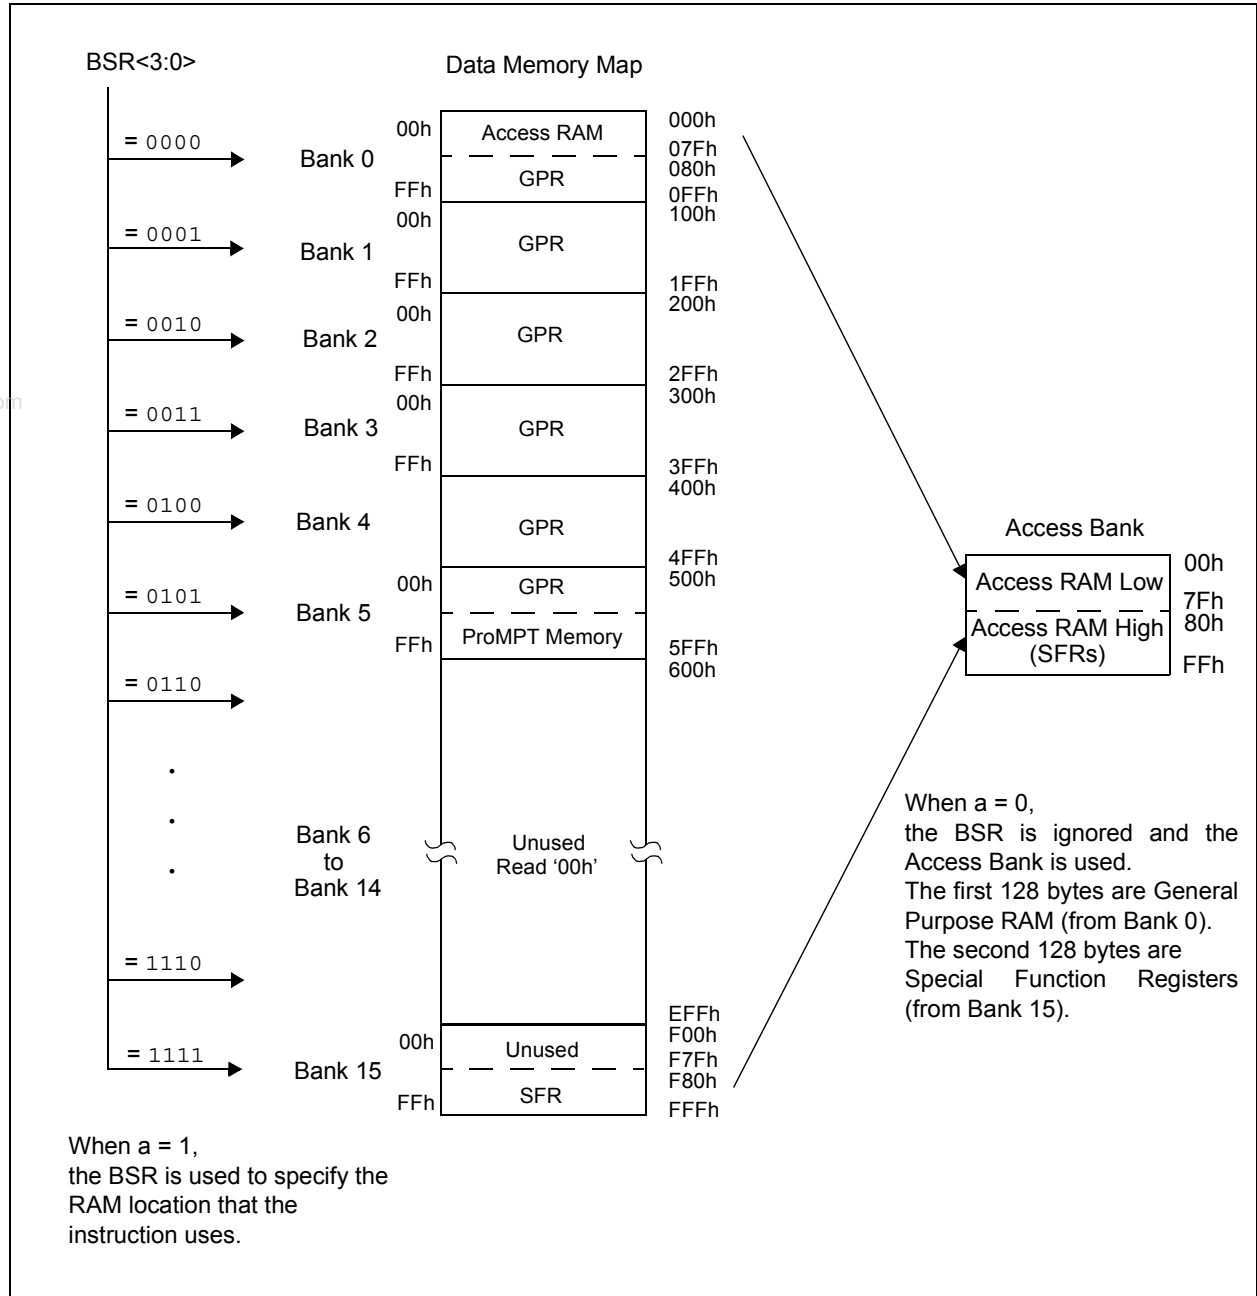 BSR<3:0>
Data Memory Map
= 0000
Bank 0
00h
FFh
Access RAM
GPR
000h
07Fh
080h
0FFh
= 0001
Bank 1
00h
FFh
GPR
100h
1FFh
= 0010
Bank 2
00h
FFh
GPR
200h
2FFh
= 0011
Bank 3
00h
FFh
GPR
300h
3FFh
= 0100
Bank 4
GPR
400h
4FFh
= 0101
Bank 5
00h
FFh
GPR
ProMPT Memory
500h
5FFh
= 0110
600h
.
.
.
Bank 6
to
Bank 14
Unused
Read ‘00h’
= 1110
EFFh
= 1111
Bank 15
00h
FFh
Unused
SFR
F00h
F7Fh
F80h
FFFh
Access Bank
Access RAM Low
Access RAM High
(SFRs)
00h
7Fh
80h
FFh
When a = 0,
the BSR is ignored and the
Access Bank is used.
The first 128 bytes are General
Purpose RAM (from Bank 0).
The second 128 bytes are
Special Function Registers
(from Bank 15).
When a = 1,
the BSR is used to specify the
RAM location that the
instruction uses.